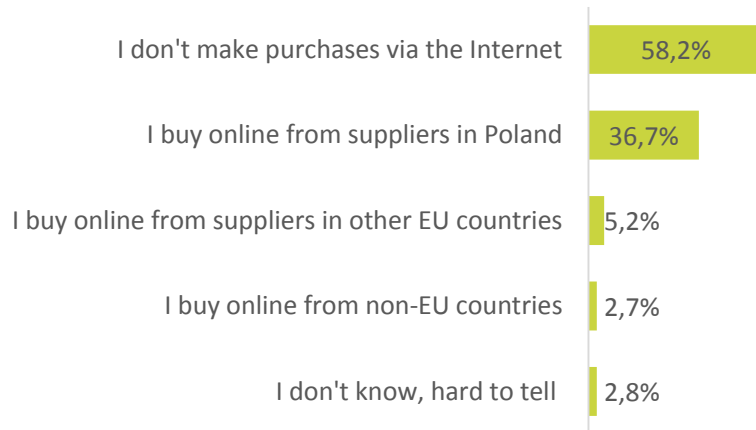 I don't make purchases via the Internet 58,2%
I buy online from suppliers in Poland 36,7%
I buy online from suppliers in other EU countries 5,2%
I buy online from non-EU countries 2,7%
I don't know, hard to tell 2,8%